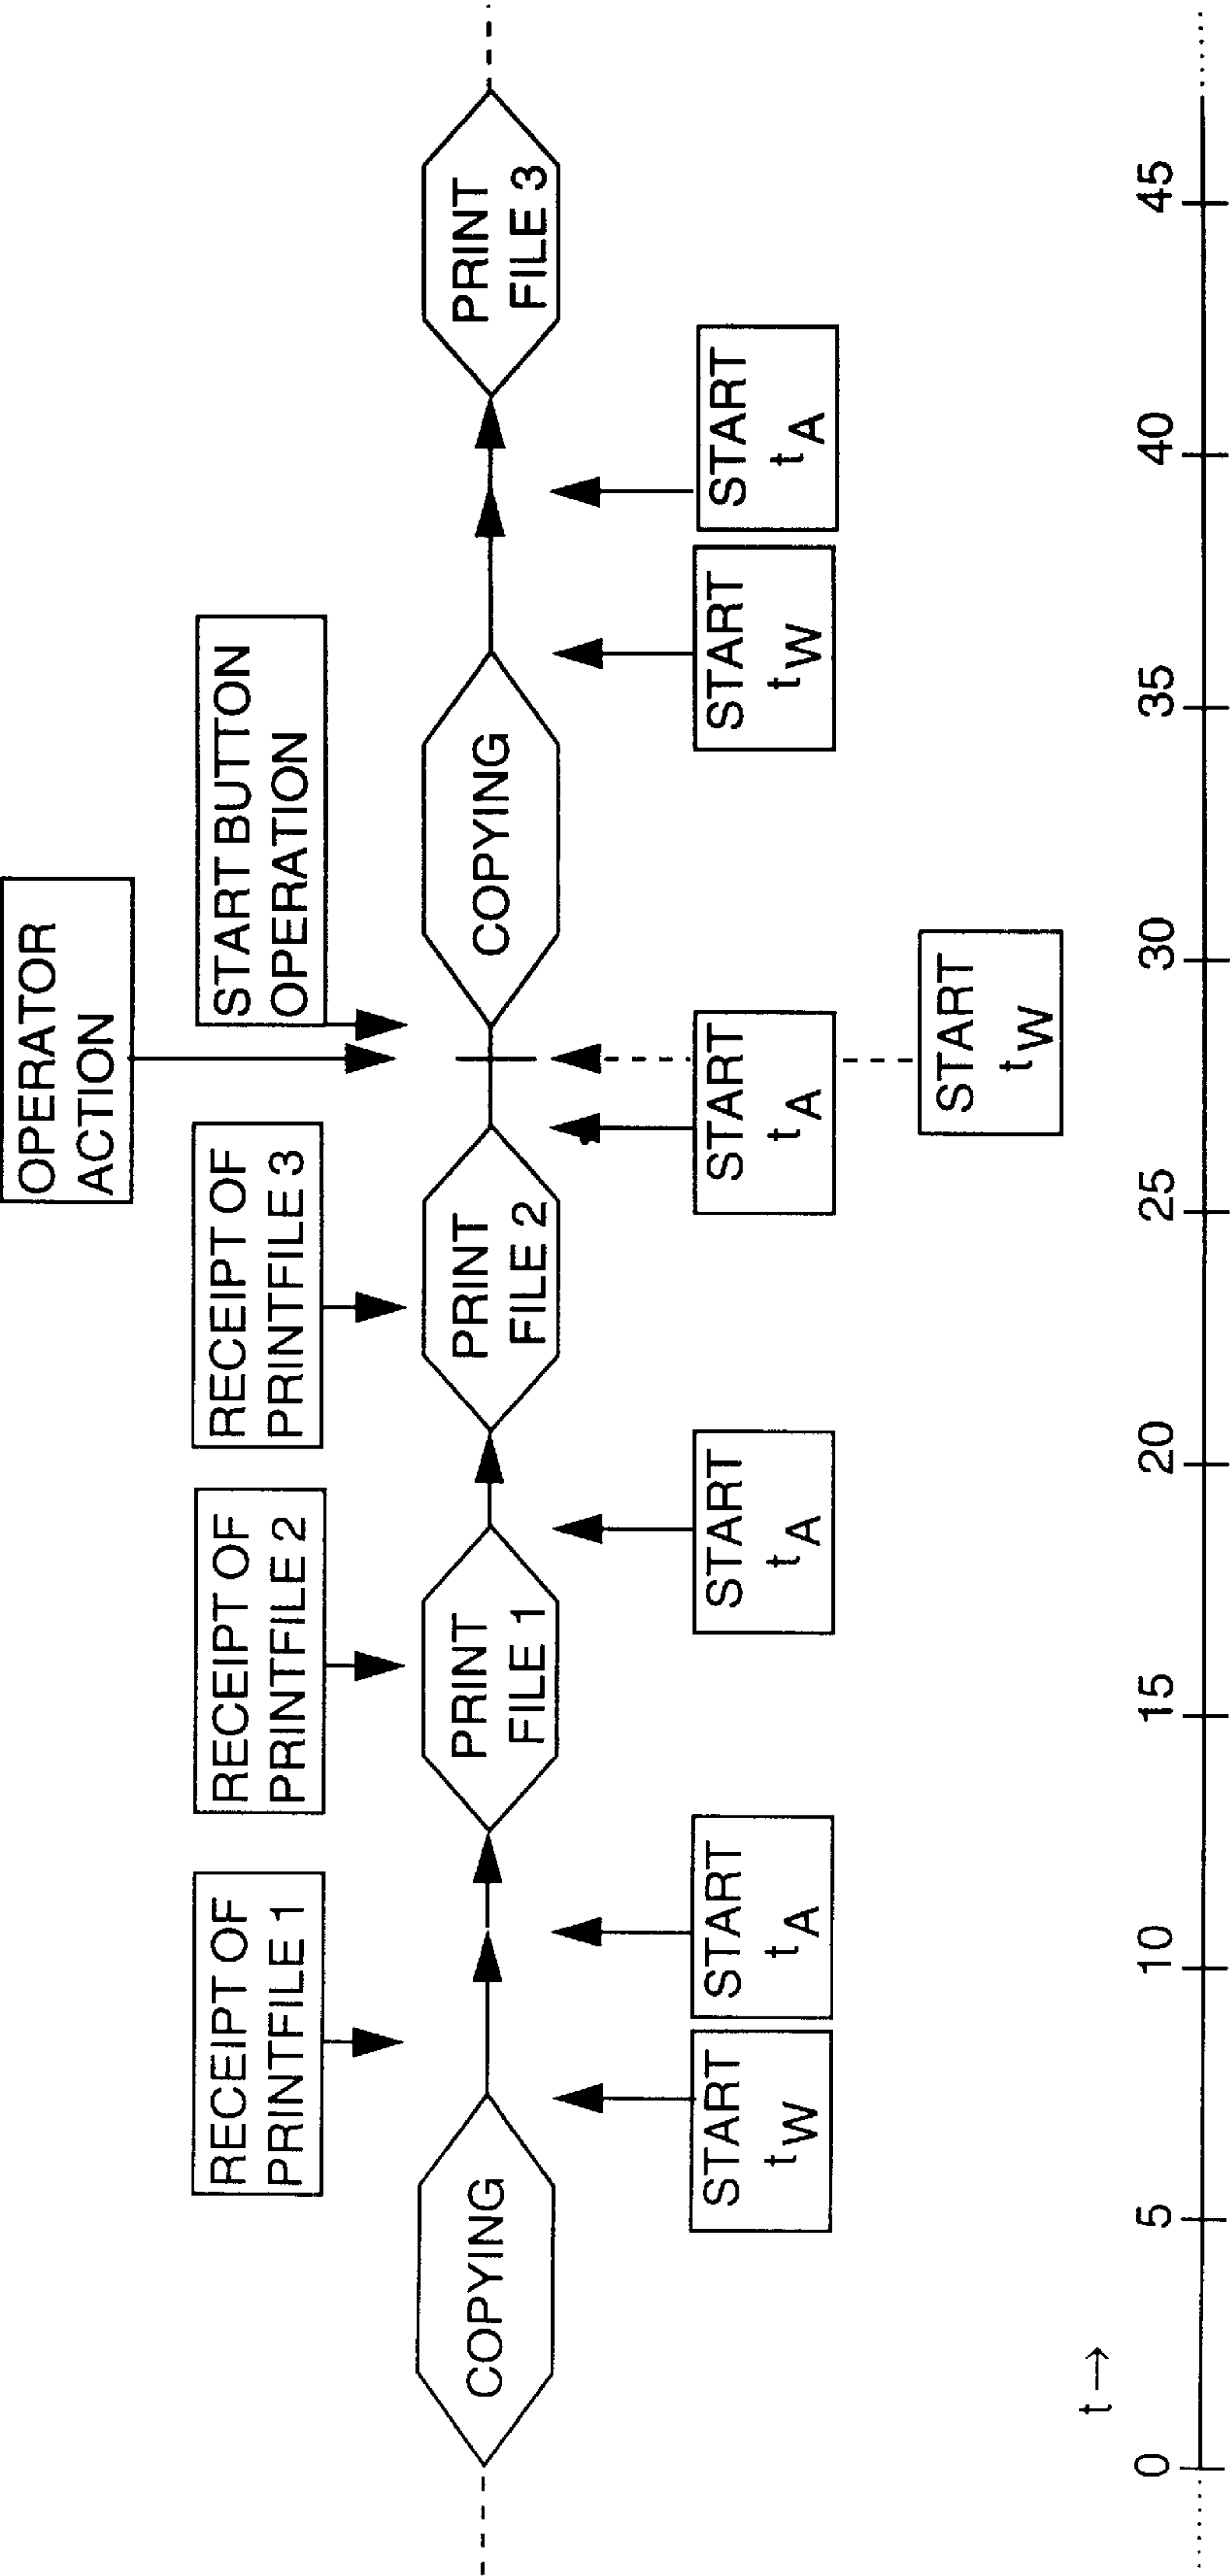 OPERATOR
ACTION
START BUTTON
OPERATION
RECEIPT OF
PRINTFILE 1
RECEIPT OF
PRINTFILE 2
RECEIPT OF
PRINTFILE 3
COPYING
PRINT
FILE 1
PRINT
FILE 2
COPYING
PRINT
FILE 3
START
tW
START
tA
START
tA
START
tA
START
tW
START
tA
START
tW
t→
0 5 10 15 20 25 30 35 40 45